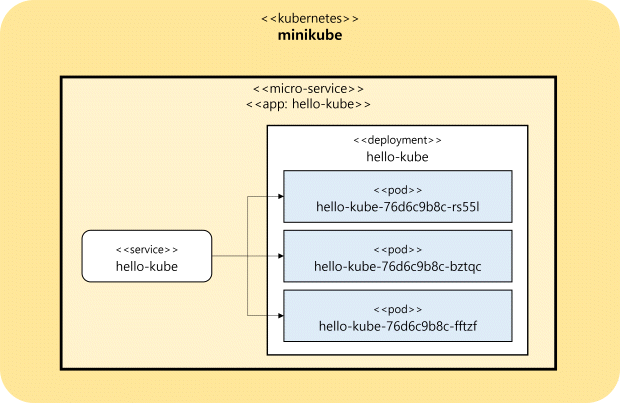 <<kubernetes>>
minikube
<<micro-service>>
<<app: hello-kube>>
<<deployment>>
hello-kube
<<pod>>
hello-kube-76d6c9b8c-rs55l
<<service>>
hello-kube
<<pod>>
hello-kube-76d6c9b8c-bztqc
<<pod>>
hello-kube-76d6c9b8c-fftzf